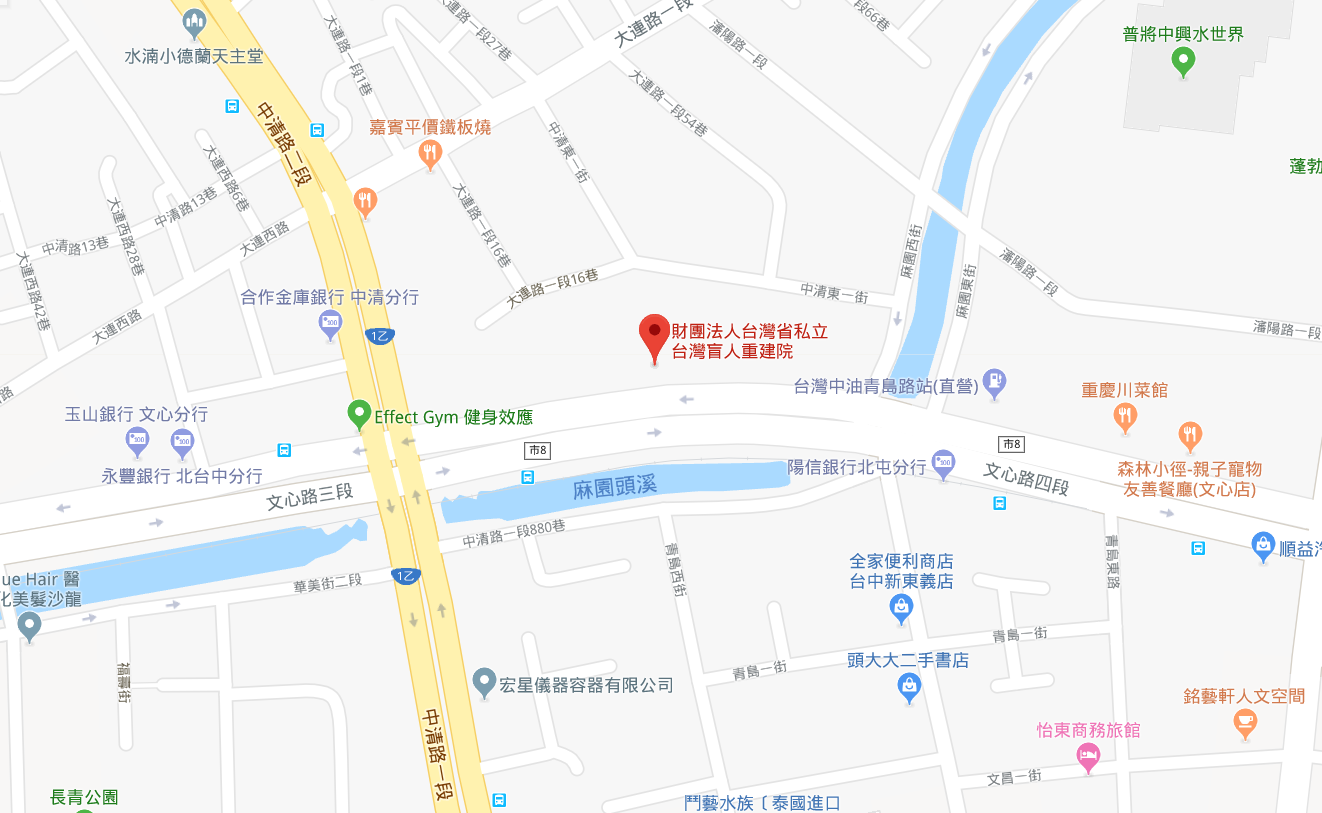 大連路一段
段66巷
普將中興水世界
大連路一段27巷
大連路一段1巷
瀋陽路一段
水湳小德蘭天主堂
中清路二段
大連路一段54巷
嘉賓平價鐵板燒
中清東一街
蓬勃
大連西路6巷
中清路13巷
大連路一段16巷
大連西路28巷
中清路13巷
大連西路
麻園西街
大連西路42巷
麻園東街
瀋陽路一段
大連路一段16巷
中清東一街
合作金庫銀行 中清分行
1乙
財團法人台灣省私立
台灣盲人重建院
大連西路
瀋陽路一段
台灣中油青島路站(直營)
重慶川菜館
路
玉山銀行 文心分行
Effect Gym 健身效應
永豐銀行 北台中分行
市8
市8
陽信銀行北屯分行
森林小徑-親子寵物
友善餐廳(文心店)
文心路三段
麻園頭溪
文心路四段
中清路一段880巷
順益汽
ue Hair 醫
化美髮沙龍
華美街二段
1乙
青島西街
全家便利商店
台中新東義店
青島東路
青島一街
福壽街
青島一街
頭大大二手書店
宏星儀器容器有限公司
銘藝軒人文空間
中清路一段
怡東商務旅館
文昌一街
長青公園
鬥藝水族〔泰國進口